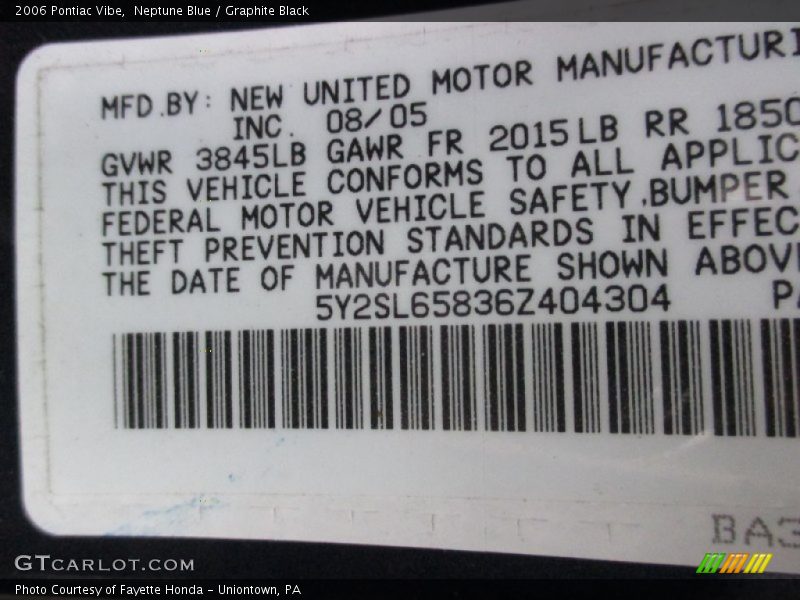 2006 Pontiac Vibe,  Neptune Blue / Graphite Black
MFD.BY: NEW UNITED MOTOR MANUFACTURI
INC. 08/05
GVWR 3845LB GAWR FR 2015LB RR 1850
THIS VEHICLE CONFORMS TO ALL APPLIC
FEDERAL MOTOR VEHICLE SAFETY,BUMPER
THEFT PREVENTION STANDARDS IN EFFEC
THE DATE OF MANUFACTURE SHOWN ABOV
5Y2SL65836Z404304 PA
BA3
GTCARLOT.COM
Photo Courtesy of Fayette Honda - Uniontown, PA